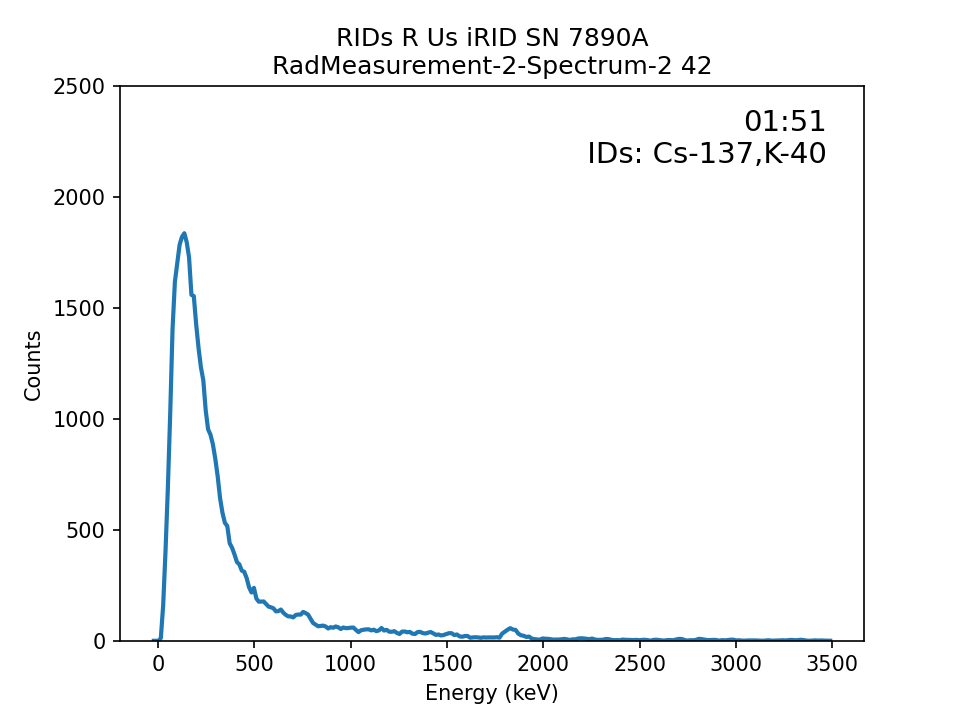 RIDs R Us iRID SN 7890A
RadMeasurement-2-Spectrum-2 42
2500
01:51
IDs: Cs-137,K-40
2000
1500
Counts
1000
500
0
0 500 1000 1500 2000 2500 3000 3500
Energy (keV)